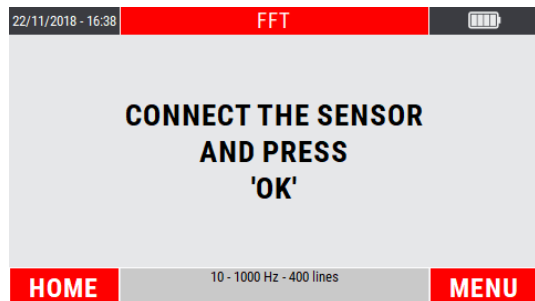 22/11/2018 - 16:38
FFT
CONNECT THE SENSOR
AND PRESS
'OK'
HOME
10 - 1000 Hz - 400 lines
MENU